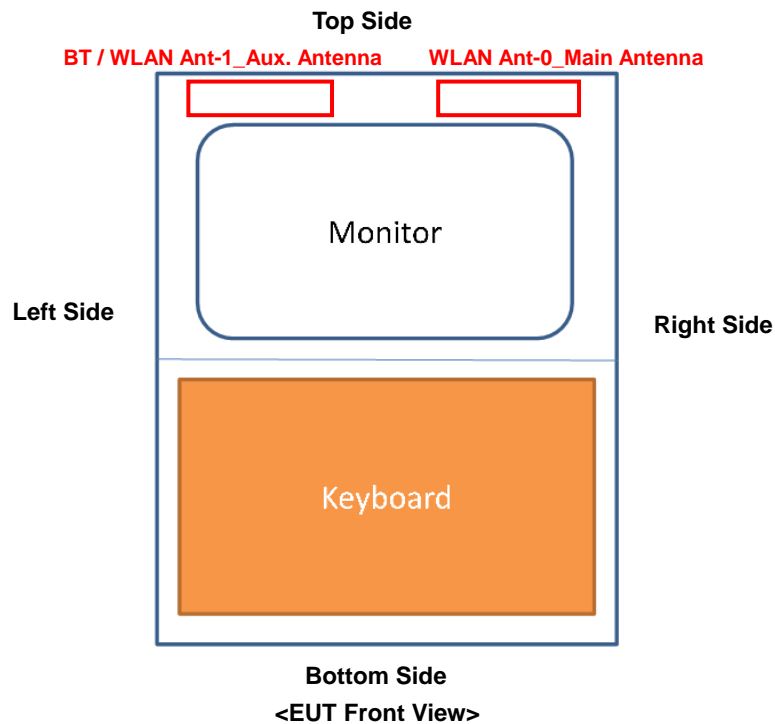 Top Side
BT / WLAN Ant-1_Aux. Antenna WLAN Ant-0_Main Antenna
Monitor
Left Side
Right Side
Keyboard
Bottom Side
<EUT Front View>